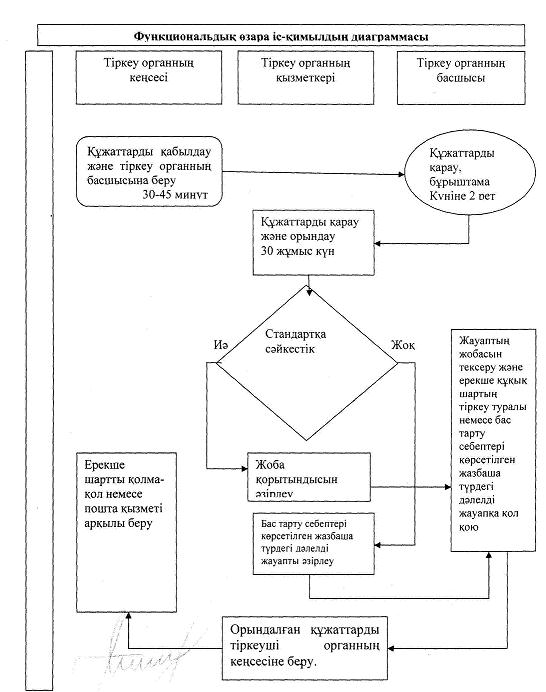 Функциональдық өзара іс-қимылдың диаграммасы
Тіркеу органның
кеңсесі
Тіркеу органның
қызметкері
Тіркеу органның
басшысы
Құжаттарды қабылдау
және тіркеу органның
басшысына беру
30-45 минут
Құжаттарды
қарау,
бұрыштама
Күніне 2 рет
Құжаттарды қарау
және орындау
30 жұмыс күн
Стандартқа
сәйкестік
Иә
Жоқ
Жауаптың
жобасын
тексеру және
ерекше құқық
шартың
тіркеу туралы
немесе бас
тарту
себептері
көрсетілген
жазбаша
түрдегі
дәлелді
жауапқа қол
қою
Жоба
қорытындысын
әзірлеу
Ерекше
шартты қолма-
қол немесе
пошта қызметі
арқылы беру
Бас тарту себептері
көрсетілген жазбаша
түрдегі дәлелді
жауапты әзірлеу
Орындалған құжаттарды
тіркеуші органның
кеңсесіне беру.